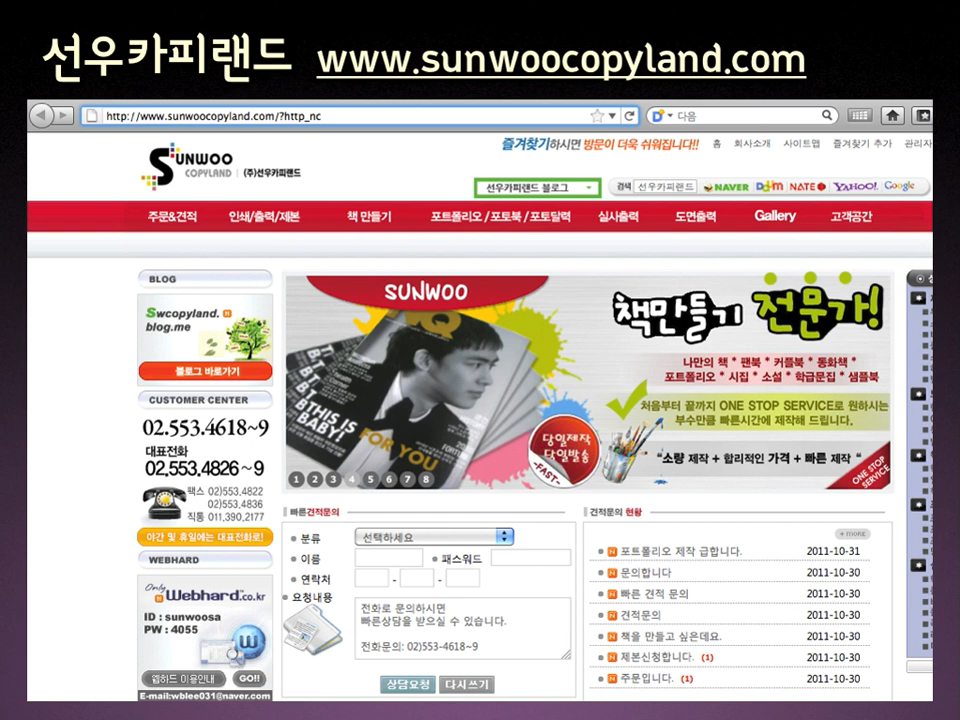 선우카피랜드 www.sunwoocopyland.com
http://www.sunwoocopyland.com/?http_nc
다음
즐겨찾기하시면 방문이 더욱 쉬워집니다!!
홈 회사소개 사이트맵 즐겨찾기 추가 관리자
SUNWOO
COPYLAND (주)선우카피랜드
선우카피랜드 블로그
검색 선우카피랜드 NAVER Daum NATE YAHOO! Google
주문&견적 인쇄/출력/제본 책 만들기 포트폴리오/포토북/포토달력 실사출력 도면출력 Gallery 고객공간
BLOG
Swcopyland.
blog.me
블로그 바로가기
CUSTOMER CENTER
02.553.4618~9
대표전화
02,553,4826~9
팩스 02)553,4822
02)553,4836
직통 011,390,2177
야간 및 휴일에는 대표전화로!
WEBHARD
Only
Webhard.co.kr
ID : sunwoosa
PW : 4055
웹하드 이용안내 GO!!
E-mail:wblee031@naver.com
SUNWOO
BTHIS IS
BABY!
FOR YOU
책만들기 전문가!
나만의 책 * 팬북 * 커플북 * 동화책 *
포트폴리오 * 시집 * 소설 * 학급문집 * 샘플북
처음부터 끝까지 ONE STOP SERVICE로 원하시는
부수만큼 빠른시간에 제작해 드립니다.
당일제작
당일발송
-FAST-
"소량 제작 + 합리적인 가격 + 빠른 제작 "
ONE STOP
SERVICE
1 2 3 4 5 6 7 8
빠른견적문의
분류 선택하세요
이름 패스워드
연락처 - -
요청내용
전화로 문의하시면
빠른상담을 받으실 수 있습니다.
전화문의: 02)553-4618~9
상담요청 다시쓰기
견적문의 현황
+ MORE
포트폴리오 제작 급합니다. 2011-10-31
문의합니다 2011-10-30
빠른 견적 문의 2011-10-30
견적문의 2011-10-30
책을 만들고 싶은데요. 2011-10-30
제본신청합니다. (1) 2011-10-30
주문입니다. (1) 2011-10-30